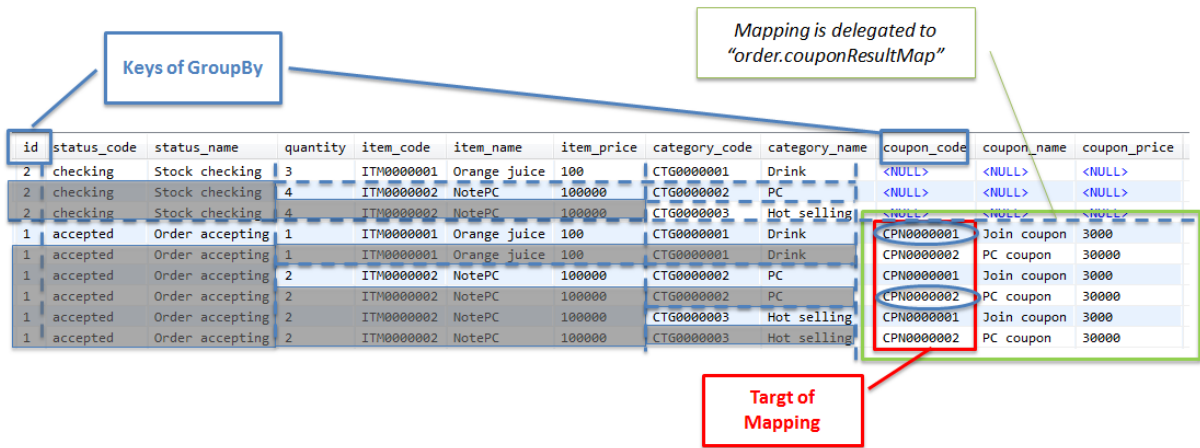 Mapping is delegated to
“order.couponResultMap”
Keys of GroupBy
id status_code status_name quantity item_code item_name item_price category_code category_name coupon_code coupon_name coupon_price
2 checking Stock checking 3 ITM0000001 Orange juice 100 CTG0000001 Drink <NULL> <NULL> <NULL>
2 checking Stock checking 4 ITM0000002 NotePC 100000 CTG0000002 PC <NULL> <NULL> <NULL>
2 checking Stock checking 4 ITM0000002 NotePC 100000 CTG0000003 Hot selling <NULL> <NULL> <NULL>
1 accepted Order accepting 1 ITM0000001 Orange juice 100 CTG0000001 Drink CPN0000001 Join coupon 3000
1 accepted Order accepting 1 ITM0000001 Orange juice 100 CTG0000001 Drink CPN0000002 PC coupon 30000
1 accepted Order accepting 2 ITM0000002 NotePC 100000 CTG0000002 PC CPN0000001 Join coupon 3000
1 accepted Order accepting 2 ITM0000002 NotePC 100000 CTG0000002 PC CPN0000002 PC coupon 30000
1 accepted Order accepting 2 ITM0000002 NotePC 100000 CTG0000003 Hot selling CPN0000001 Join coupon 3000
1 accepted Order accepting 2 ITM0000002 NotePC 100000 CTG0000003 Hot selling CPN0000002 PC coupon 30000
Targt of
Mapping